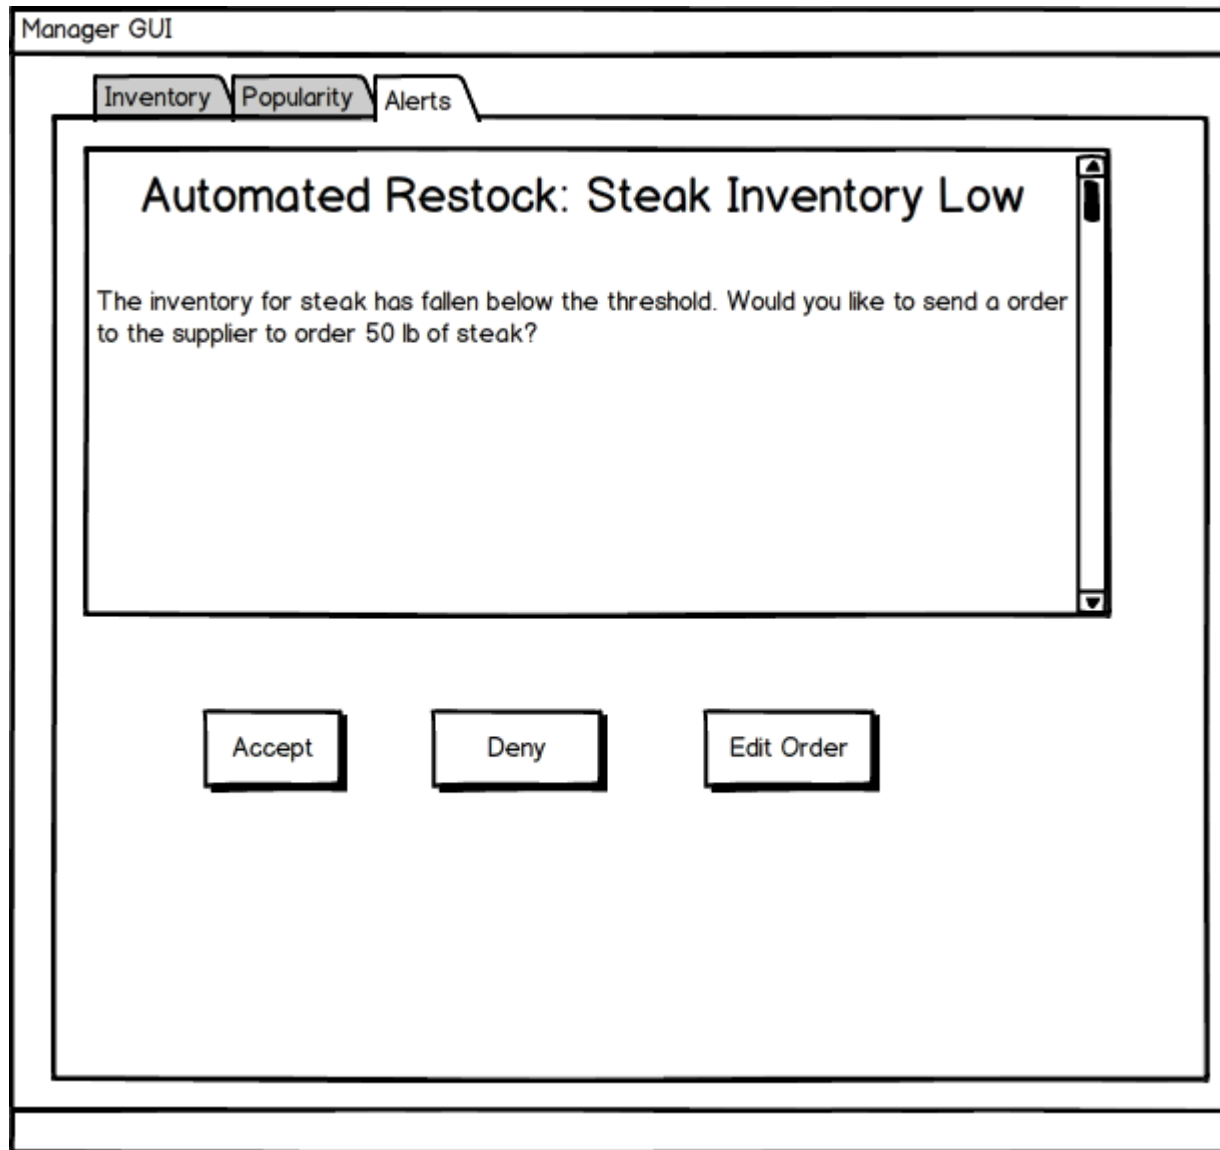 Manager GUI
Inventory Popularity Alerts
Automated Restock: Steak Inventory Low
The inventory for steak has fallen below the threshold. Would you like to send a order
to the supplier to order 50 lb of steak?
Accept Deny Edit Order